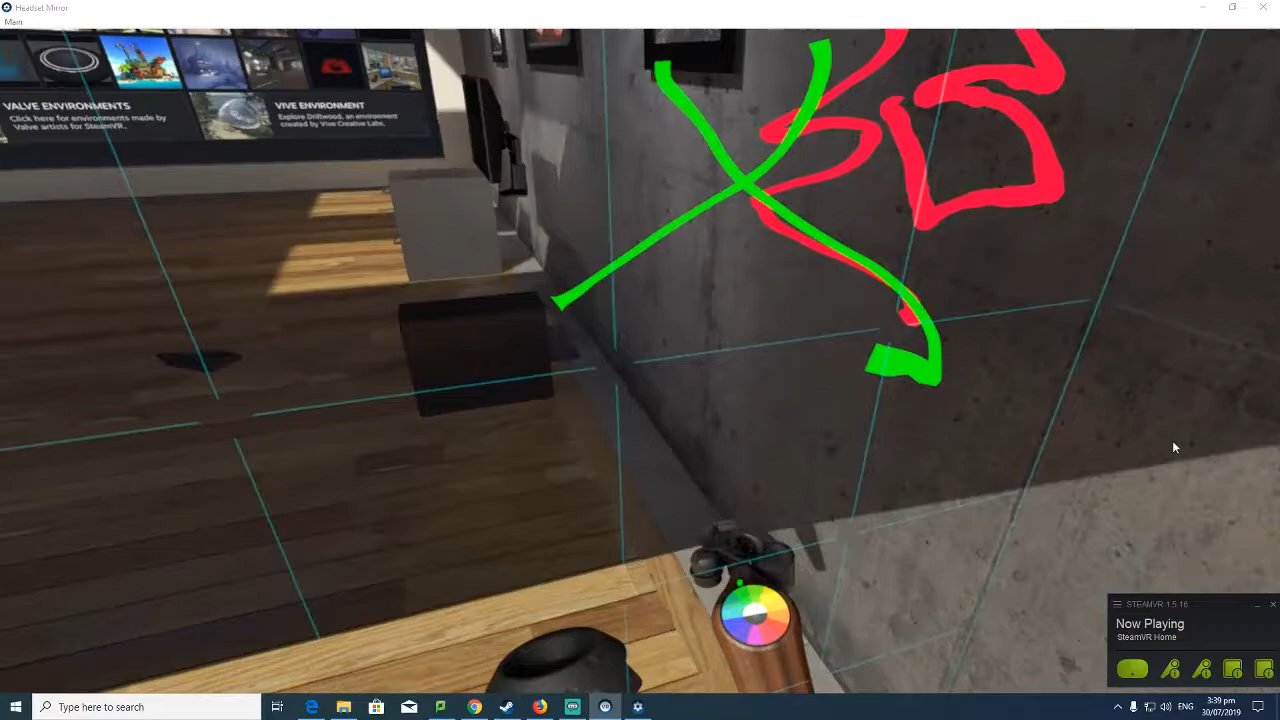 Headset Mirror
Main
VALVE ENVIRONMENTS
Click here for environments made by
Valve artists for SteamVR.
VIVE ENVIRONMENT
Explore Driftwood, an environment
created by Vive Creative Labs.
STEAMVR 1.5.16
Now Playing
SteamVR Home
Type here to search
ENG
3:39 PM
30/07/2019